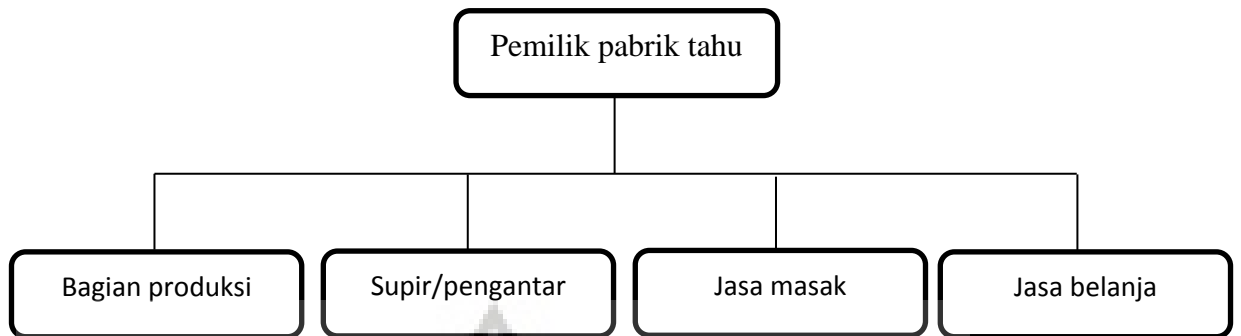 Pemilik pabrik tahu
Bagian produksi
Supir/pengantar
Jasa masak
Jasa belanja